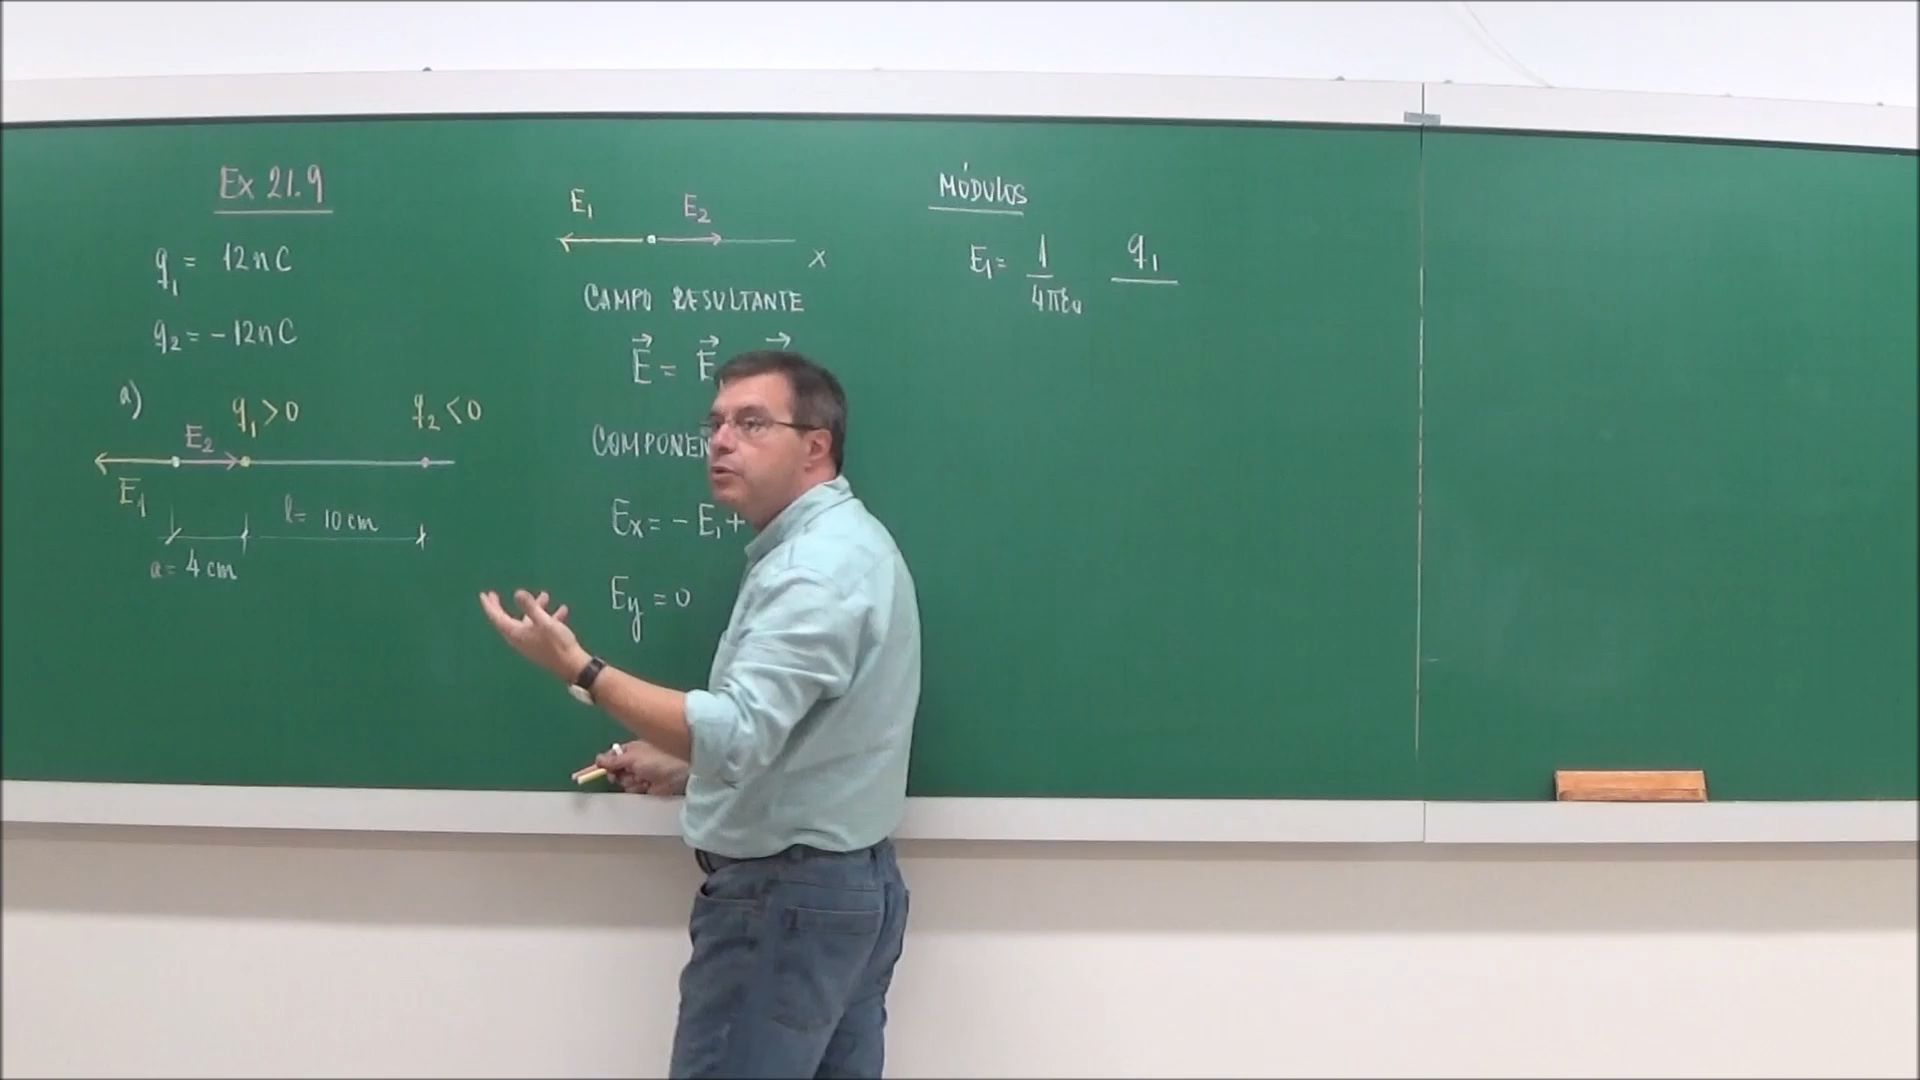 Ex 21.9
q₁ = 12nC
q₂ = -12nC
a)
q₁ > 0
q₂ < 0
E₂
E₁
l = 10 cm
a = 4 cm
E₁
E₂
x
CAMPO RESULTANTE
E⃗ = E⃗
Ex = - E₁ +
Ey = 0
MÓDULOS
E₁ = 1/4πε₀ q₁